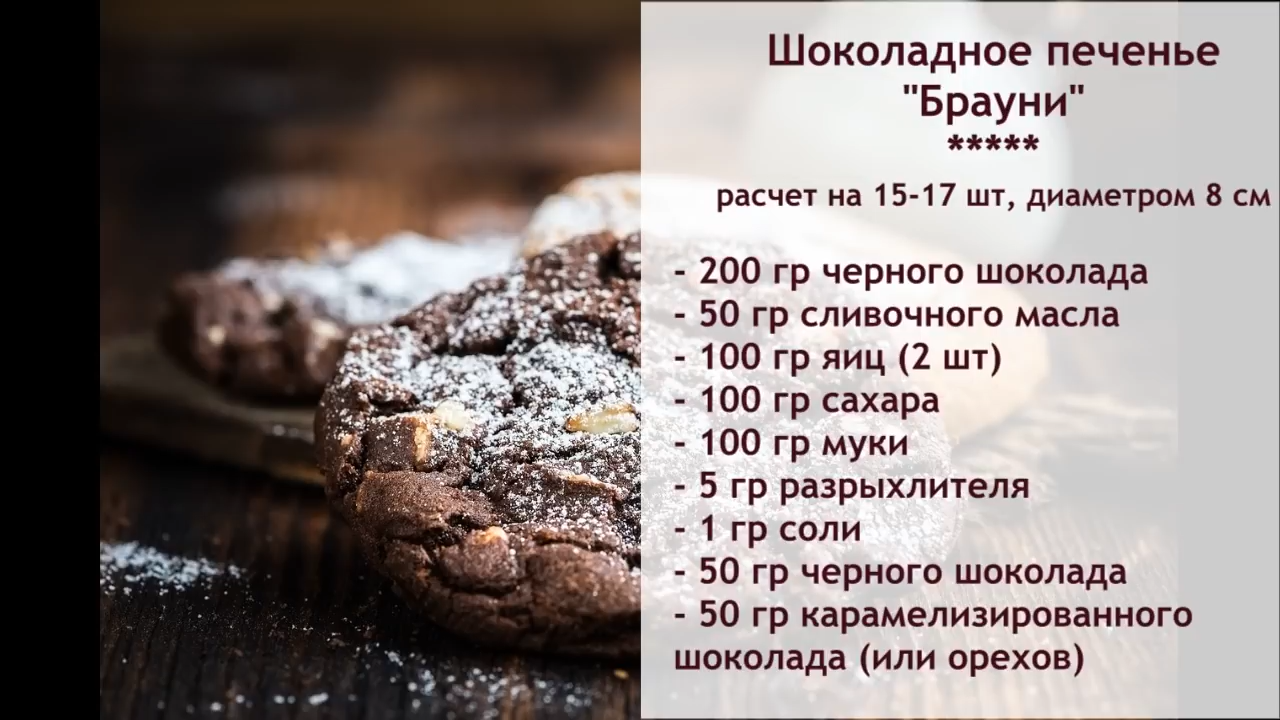 Шоколадное печенье
"Брауни"
*****
расчет на 15-17 шт, диаметром 8 см
- 200 гр черного шоколада
- 50 гр сливочного масла
- 100 гр яиц (2 шт)
- 100 гр сахара
- 100 гр муки
- 5 гр разрыхлителя
- 1 гр соли
- 50 гр черного шоколада
- 50 гр карамелизированного
шоколада (или орехов)